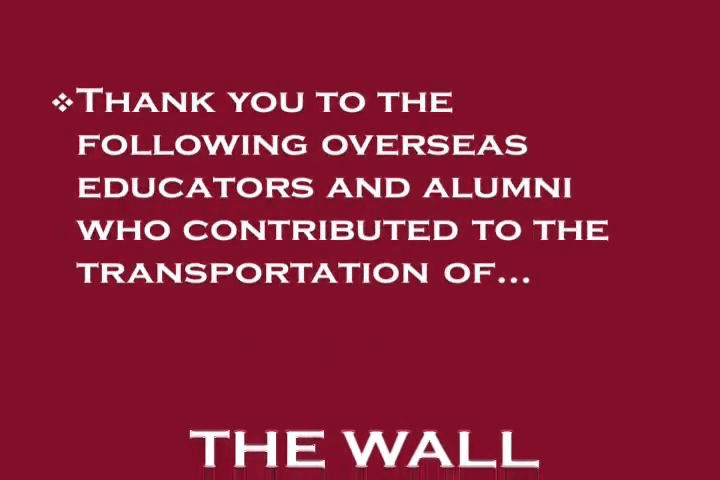 ❖THANK YOU TO THE
FOLLOWING OVERSEAS
EDUCATORS AND ALUMNI
WHO CONTRIBUTED TO THE
TRANSPORTATION OF...
THE WALL